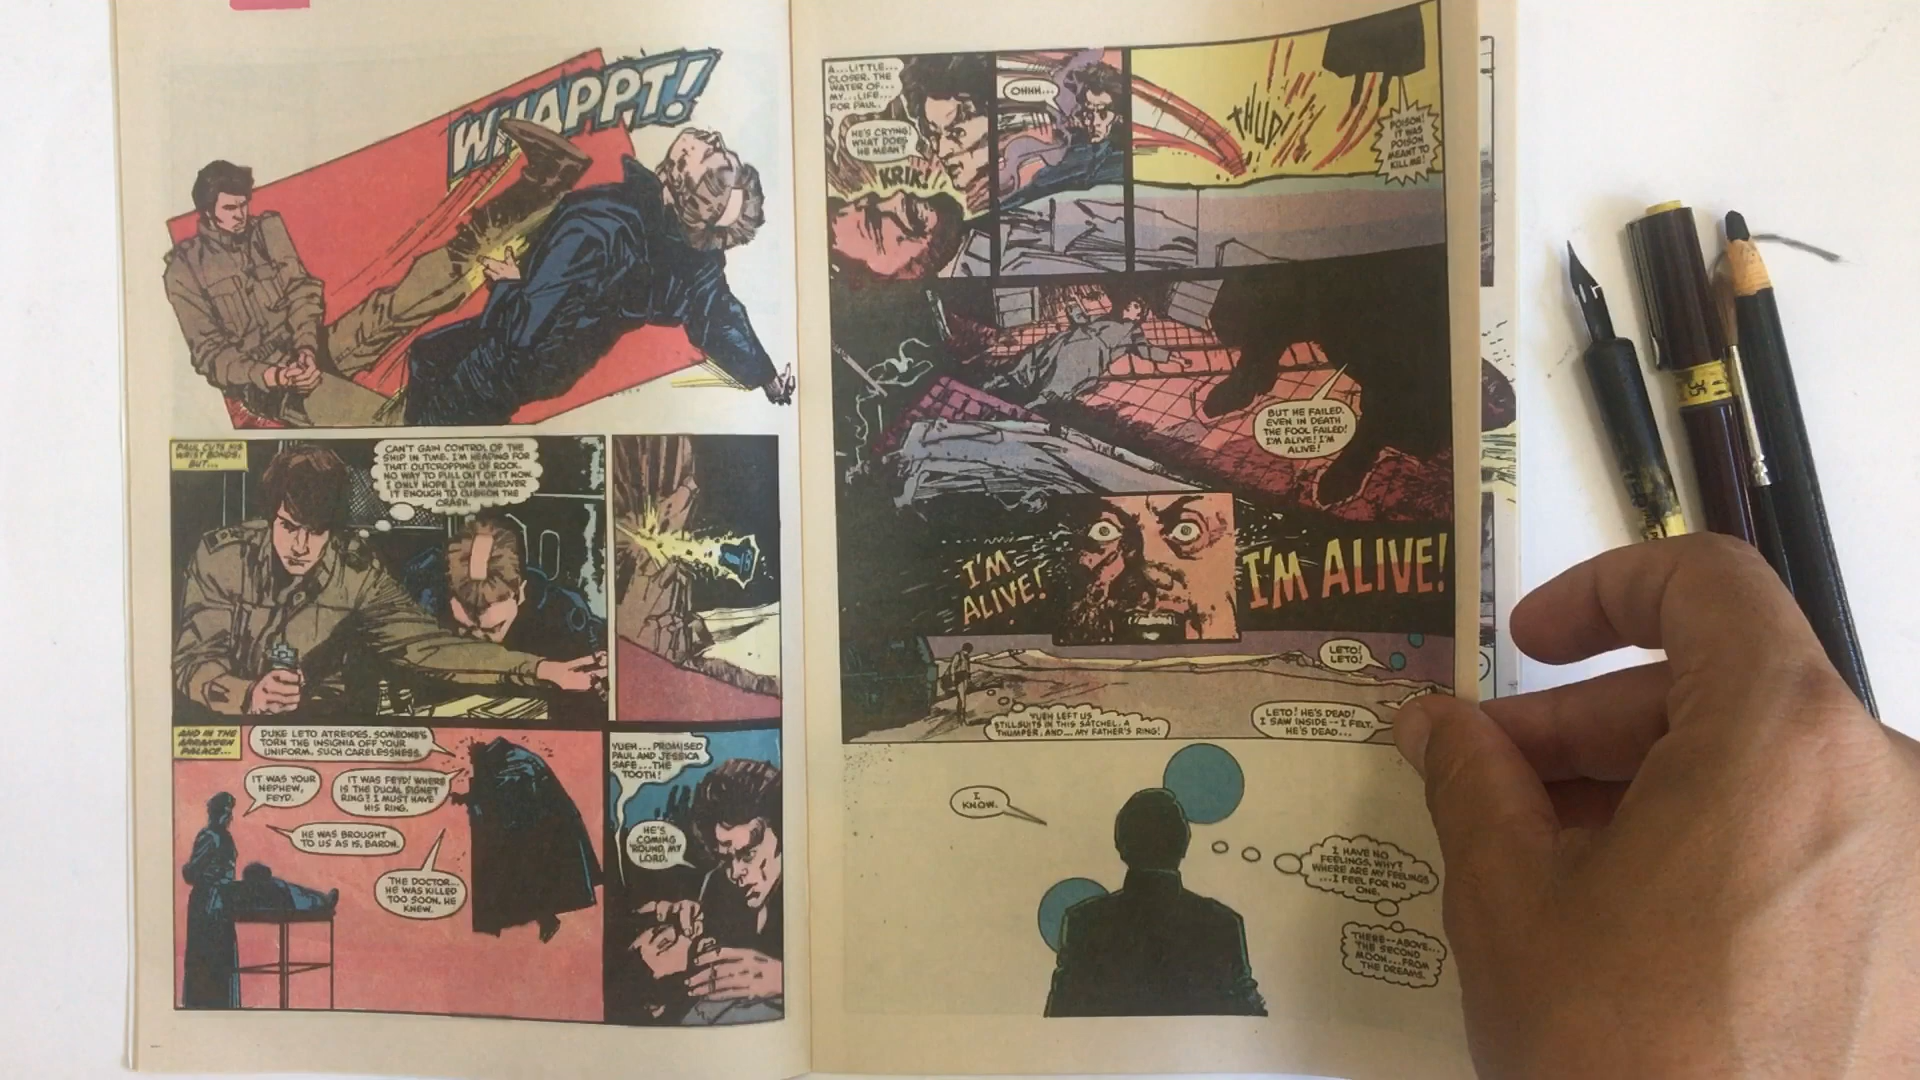 WHAPPT!
PAUL CUTS HIS
WRIST BONDS,
BUT...
CAN'T GAIN CONTROL OF THE
SHIP IN TIME. I'M HEADING FOR
THAT OUTCROPPING OF ROCK.
NO WAY TO PULL OUT OF IT NOW.
I ONLY HOPE I CAN MANEUVER
IT ENOUGH TO CUSHION THE
CRASH.
AND IN THE
ARRAKEEN
PALACE...
DUKE LETO ATREIDES. SOMEONE'S
TORN THE INSIGNIA OFF YOUR
UNIFORM. SUCH CARELESSNESS.
IT WAS YOUR
NEPHEW,
FEYD.
IT WAS FEYD! WHERE
IS THE DUCAL SIGNET
RING? I MUST HAVE
HIS RING.
HE WAS BROUGHT
TO US AS IS, BARON.
THE DOCTOR...
HE WAS KILLED
TOO SOON. HE
KNEW.
YUEH... PROMISED
PAUL AND JESSICA
SAFE...THE
TOOTH!
HE'S
COMING
'ROUND, MY
LORD.
A...LITTLE...
CLOSER. THE
WATER OF...
MY...LIFE...
FOR PAUL.
HE'S CRYING!
WHAT DOES
HE MEAN?
KRIK!
OHHH...
THUD!
POISON!
IT WAS
POISON
MEANT TO
KILL ME!
BUT HE FAILED.
EVEN IN DEATH
THE FOOL FAILED!
I'M ALIVE! I'M
ALIVE!
I'M
ALIVE!
I'M ALIVE!
LETO!
LETO!
YUEH LEFT US
STILLSUITS IN THIS SATCHEL, A
THUMPER, AND... MY FATHER'S RING!
LETO! HE'S DEAD!
I SAW INSIDE--I FELT.
HE'S DEAD...
I
KNOW.
I HAVE NO
FEELINGS. WHY?
WHERE ARE MY FEELINGS
...I FEEL FOR NO
ONE.
THERE--ABOVE...
THE SECOND
MOON...FROM
THE DREAMS.
35